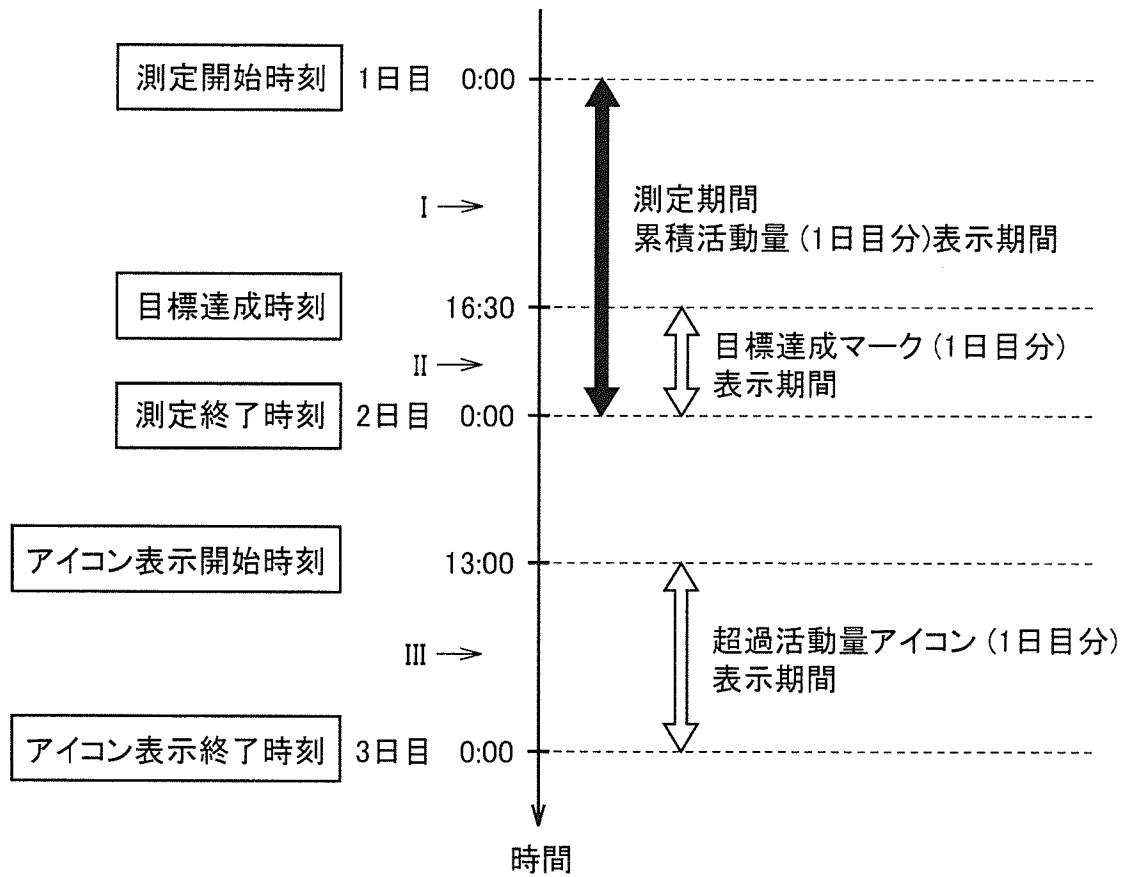 測定開始時刻 1日目 0:00
I
測定期間
累積活動量(1日目分)表示期間
目標達成時刻 16:30
II
目標達成マーク(1日目分)
表示期間
測定終了時刻 2日目 0:00
アイコン表示開始時刻 13:00
III
超過活動量アイコン(1日目分)
表示期間
アイコン表示終了時刻 3日目 0:00
時間